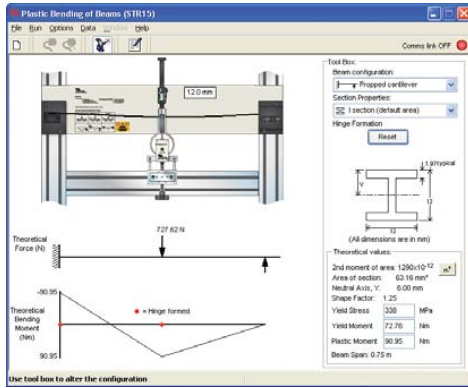 Plastic Bending of Beams (STR15)
File Run Options Data Window Help
Comms link OFF
12.0 mm
Tool Box:
Beam configuration:
Propped cantilever
Section Properties:
I section (default area)
Hinge Formation
Reset
1.97 typical
V
12
12
(All dimensions are in mm)
727.62 N
Theoretical
Force (N)
-90.95
Theoretical
Bending
Moment
(Nm)
= Hinge formed
90.95
Theoretical values:
2nd moment of area: 1290x10⁻¹² m⁴
Area of section: 63.16 mm²
Neutral Axis, Y: 6.00 mm
Shape Factor: 1.25
Yield Stress 338 MPa
Yield Moment 72.76 Nm
Plastic Moment 90.95 Nm
Beam Span: 0.75 m
Use tool box to alter the configuration